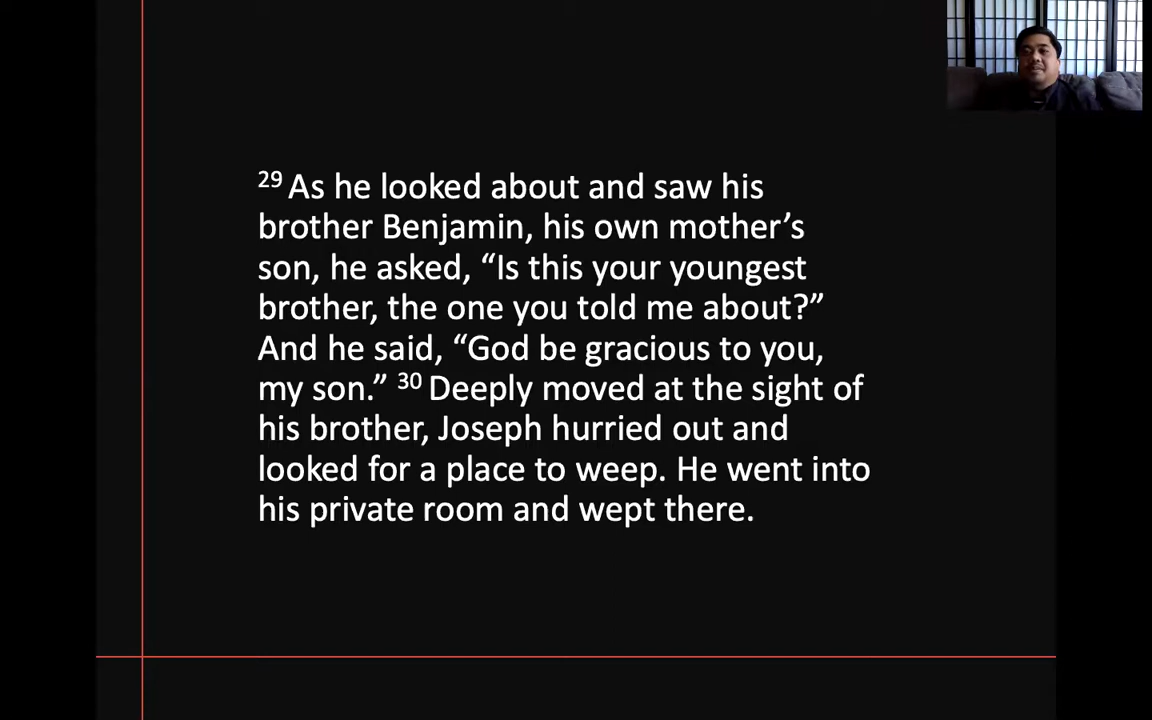 29 As he looked about and saw his
brother Benjamin, his own mother’s
son, he asked, “Is this your youngest
brother, the one you told me about?”
And he said, “God be gracious to you,
my son.” 30 Deeply moved at the sight of
his brother, Joseph hurried out and
looked for a place to weep. He went into
his private room and wept there.